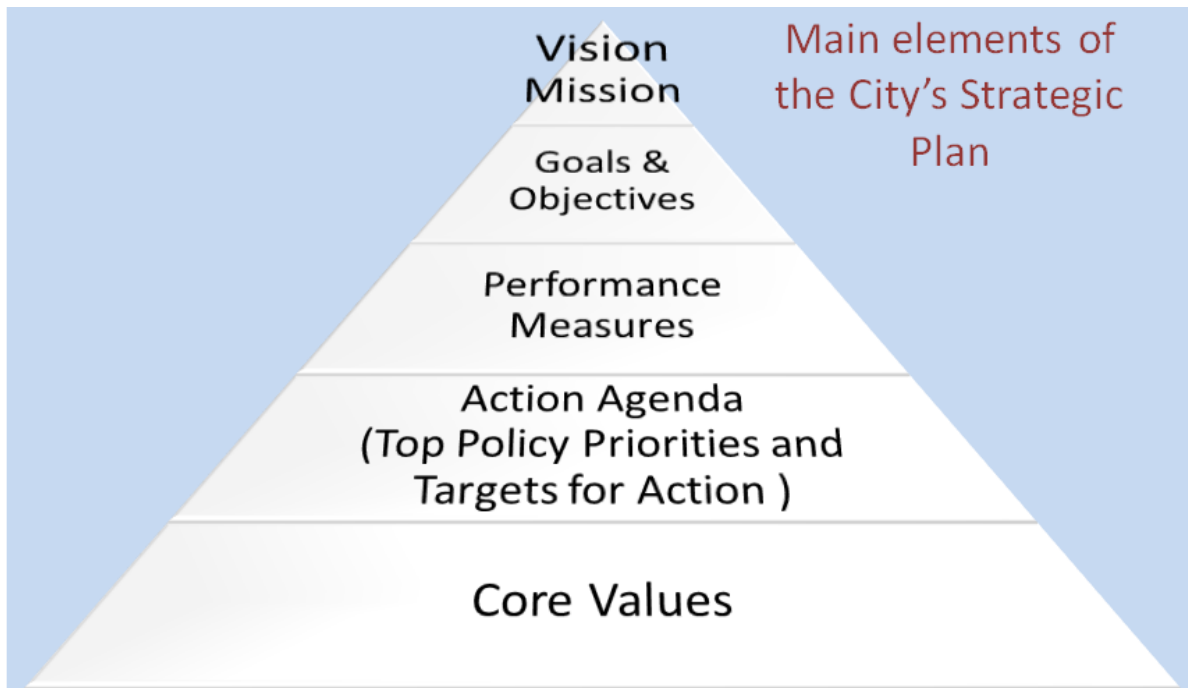 Main elements of
the City's Strategic
Plan
Vision
Mission
Goals &
Objectives
Performance
Measures
Action Agenda
(Top Policy Priorities and
Targets for Action )
Core Values